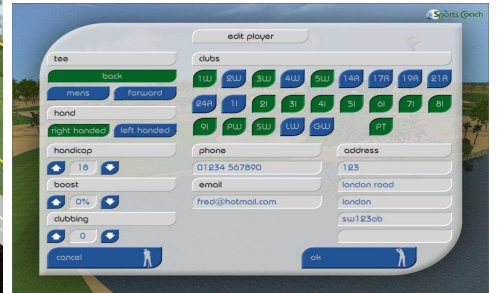 Sports Coach
edit player
tee
clubs
back
mens forward
1W 2W 3W 4W 5W 14A 17A 19A 21A
hand
24A 1I 2I 3I 4I 5I 6I 7I 8I
right handed left handed
9I PW SW LW GW PT
handicap
phone
address
18
01234 567890
123
boost
email
london road
0%
fred@hotmail.com
london
clubbing
sw123ab
0
cancel
ok